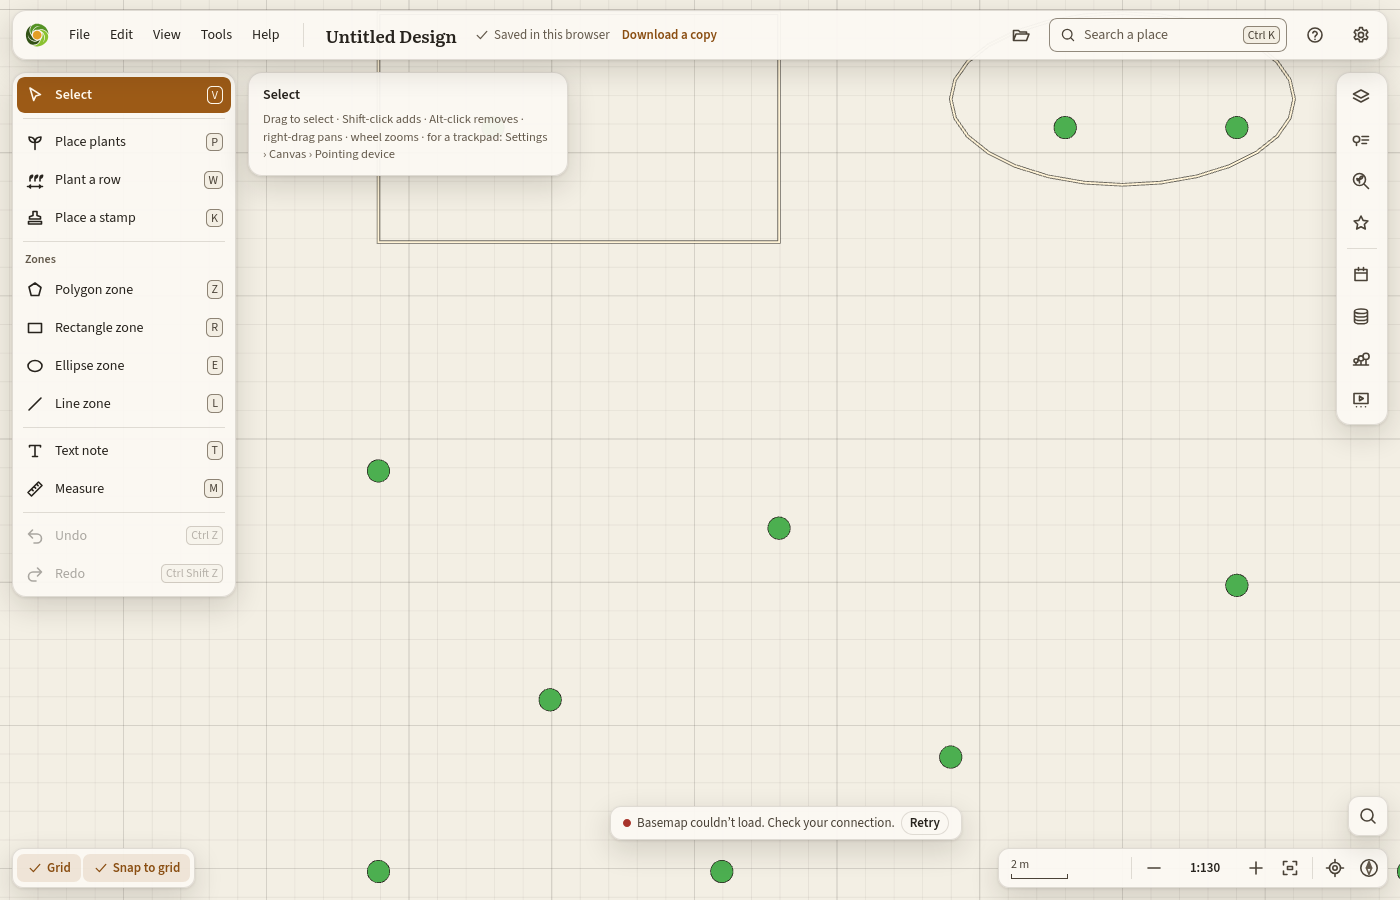 File Edit View Tools Help
Untitled Design
Saved in this browser Download a copy
Search a place Ctrl K
Select V
Place plants P
Plant a row W
Place a stamp K
Zones
Polygon zone Z
Rectangle zone R
Ellipse zone E
Line zone L
Text note T
Measure M
Undo Ctrl Z
Redo Ctrl Shift Z
Select
Drag to select · Shift-click adds · Alt-click removes ·
right-drag pans · wheel zooms · for a trackpad: Settings
› Canvas › Pointing device
Basemap couldn’t load. Check your connection. Retry
Grid Snap to grid
2 m 1:130